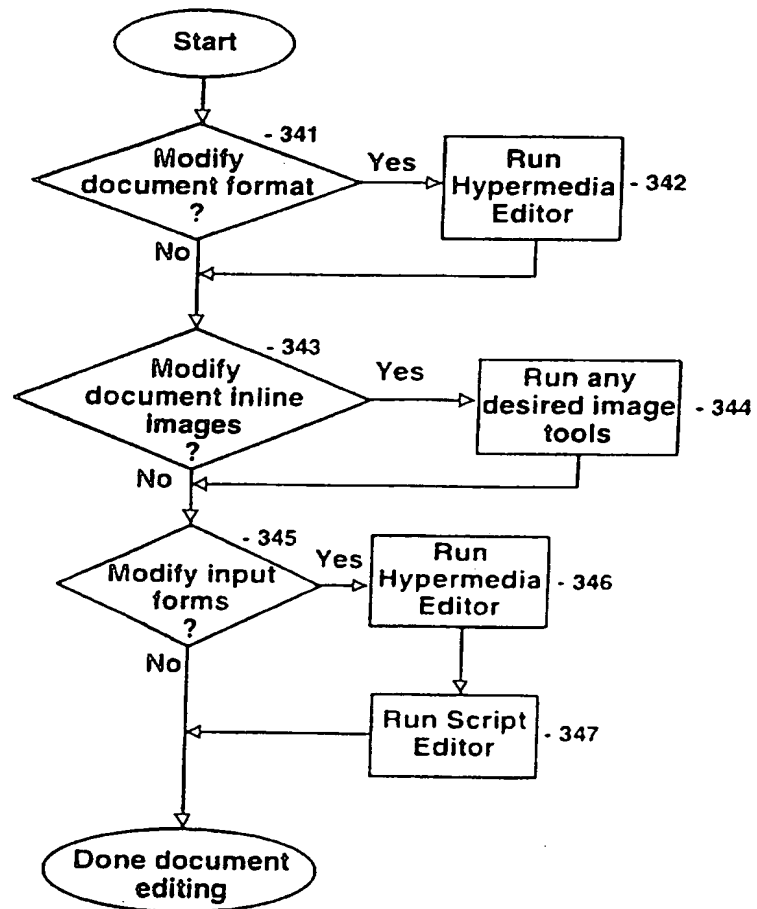 Start
- 341
Modify
document format
?
Yes
Run
Hypermedia
Editor
- 342
No
- 343
Modify
document inline
images
?
Yes
Run any
desired image
tools
- 344
No
- 345
Modify input
forms
?
Yes
Run
Hypermedia
Editor
- 346
No
Run Script
Editor
- 347
Done document
editing